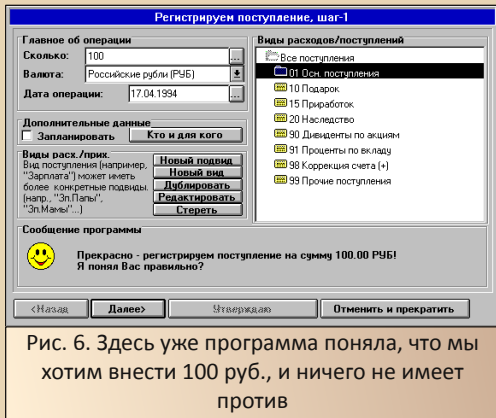 Регистрируем поступление, шаг-1
Главное об операции
Сколько: 100 ...
Валюта: Российские рубли (РУБ)
Дата операции: 17.04.1994 ...
Дополнительные данные
Запланировать Кто и для кого
Виды расх./прих.
Вид поступления (например,
"Зарплата") может иметь
более конкретные подвиды.
(напр., "Зп.Папы",
"Зп.Мамы"...)
Новый подвид
Новый вид
Дублировать
Редактировать
Стереть
Виды расходов/поступлений
Все поступления
01 Осн. поступления
10 Подарок
15 Приработок
20 Наследство
90 Дивиденты по акциям
91 Проценты по вкладу
98 Коррекция счета (+)
99 Прочие поступления
Сообщение программы
Прекрасно - регистрируем поступление на сумму 100.00 РУБ!
Я понял Вас правильно?
<Назад Далее> Утверждаю Отменить и прекратить
Рис. 6. Здесь уже программа поняла, что мы
хотим внести 100 руб., и ничего не имеет
против